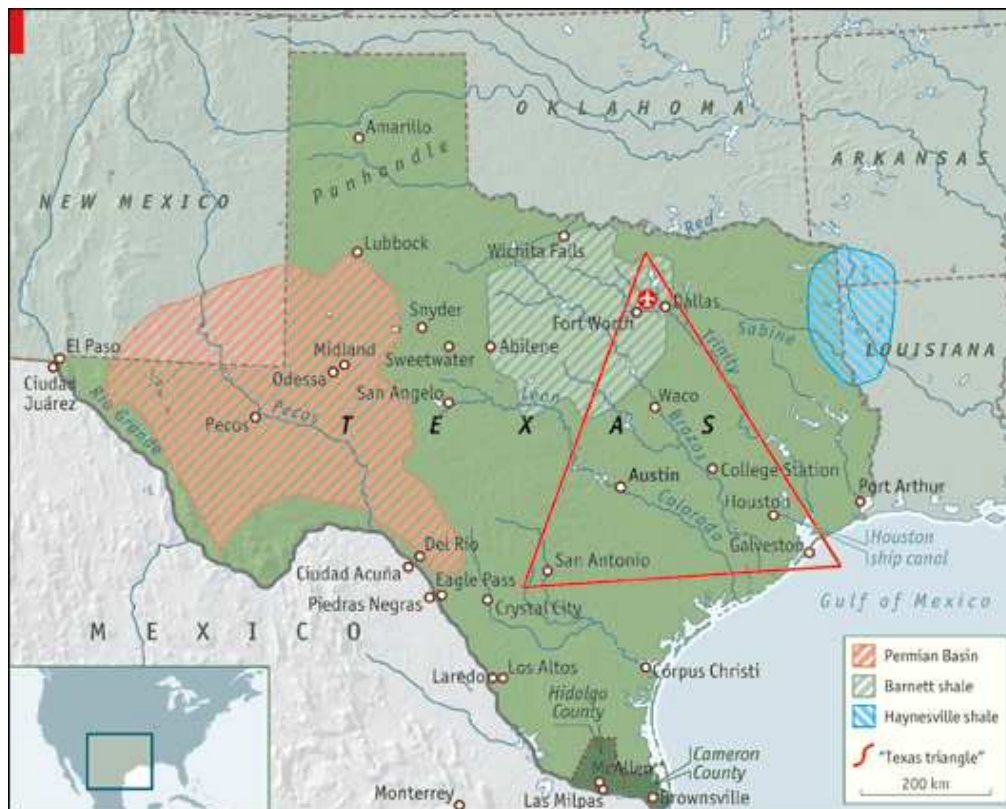 OKLAHOMA
Amarillo
Panhandle
ARKANSAS
NEW MEXICO
Red
Lubbock
Wichita Falls
Dallas
Fort Worth
Snyder
Trinity
Sabine
El Paso
Midland
Sweetwater
Abilene
LOUISIANA
Ciudad
Juárez
Odessa
San Angelo
Leon
Waco
Rio Grande
Pecos
Pecos
TEXAS
Brazos
Austin
College Station
Colorado
Houston
Port Arthur
Del Rio
San Antonio
Galveston
Houston
ship canal
Ciudad Acuña
Eagle Pass
Piedras Negras
Crystal City
Gulf of Mexico
MEXICO
Laredo
Los Altos
Corpus Christi
Hidalgo
County
Permian Basin
Barnett shale
Haynesville shale
"Texas triangle"
200 km
McAllen
Cameron
County
Monterrey
Las Milpas
Brownsville